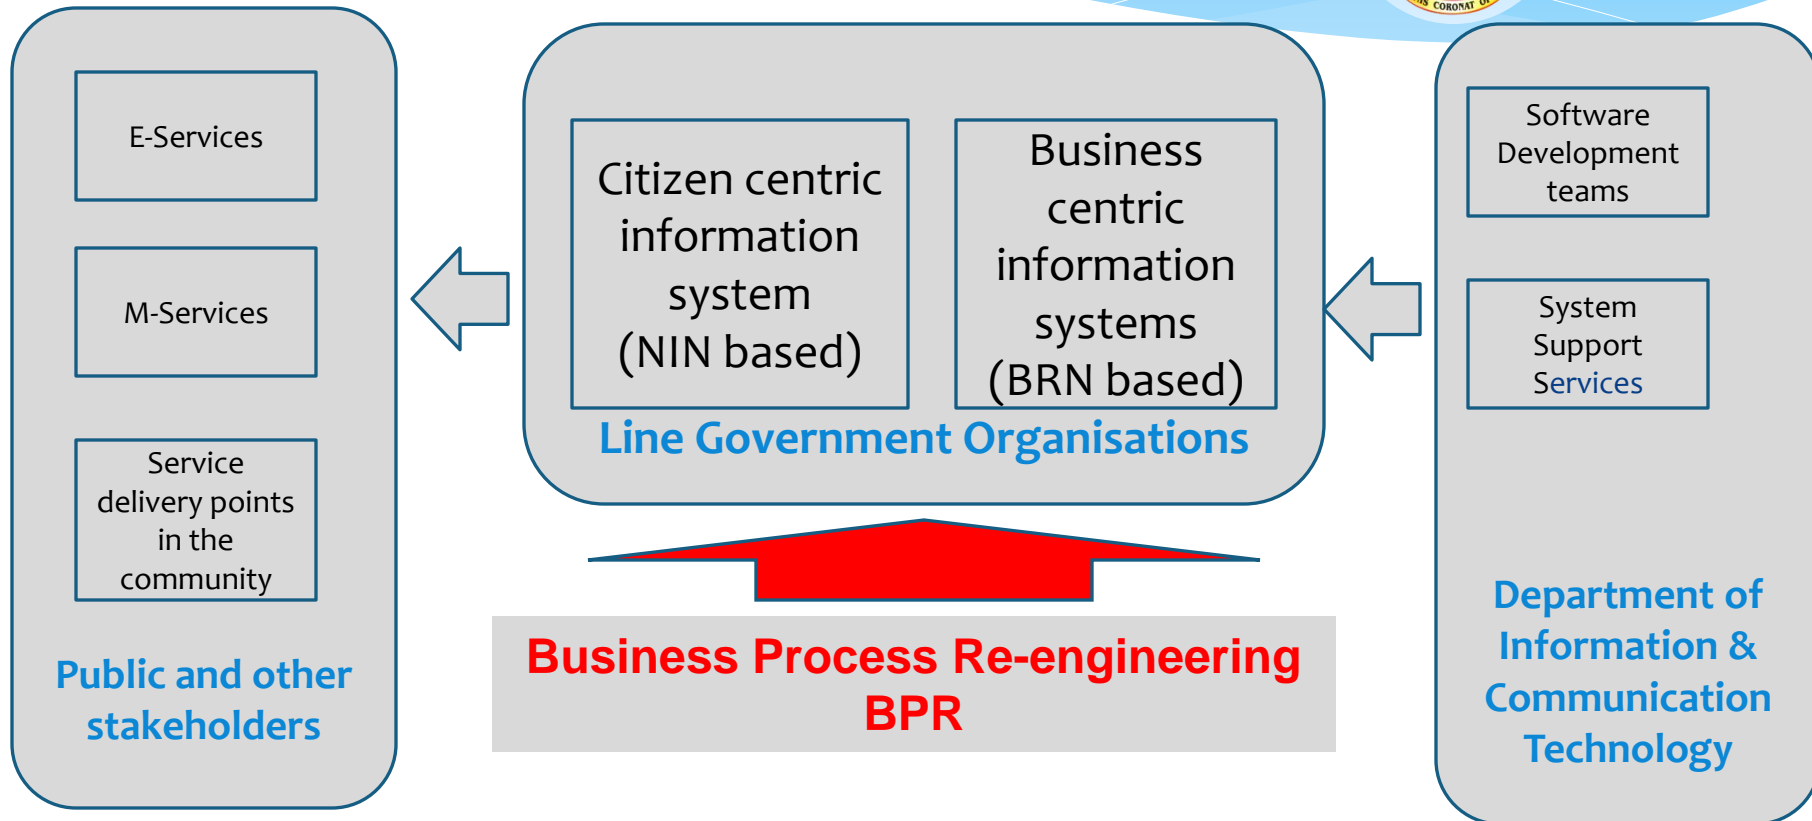 IS CORONAT O
E-Services
M-Services
Service
delivery points
in the
community
Public and other
stakeholders
Citizen centric
information
system
(NIN based)
Business
centric
information
systems
(BRN based)
Line Government Organisations
Business Process Re-engineering
BPR
Software
Development
teams
System
Support
Services
Department of
Information &
Communication
Technology